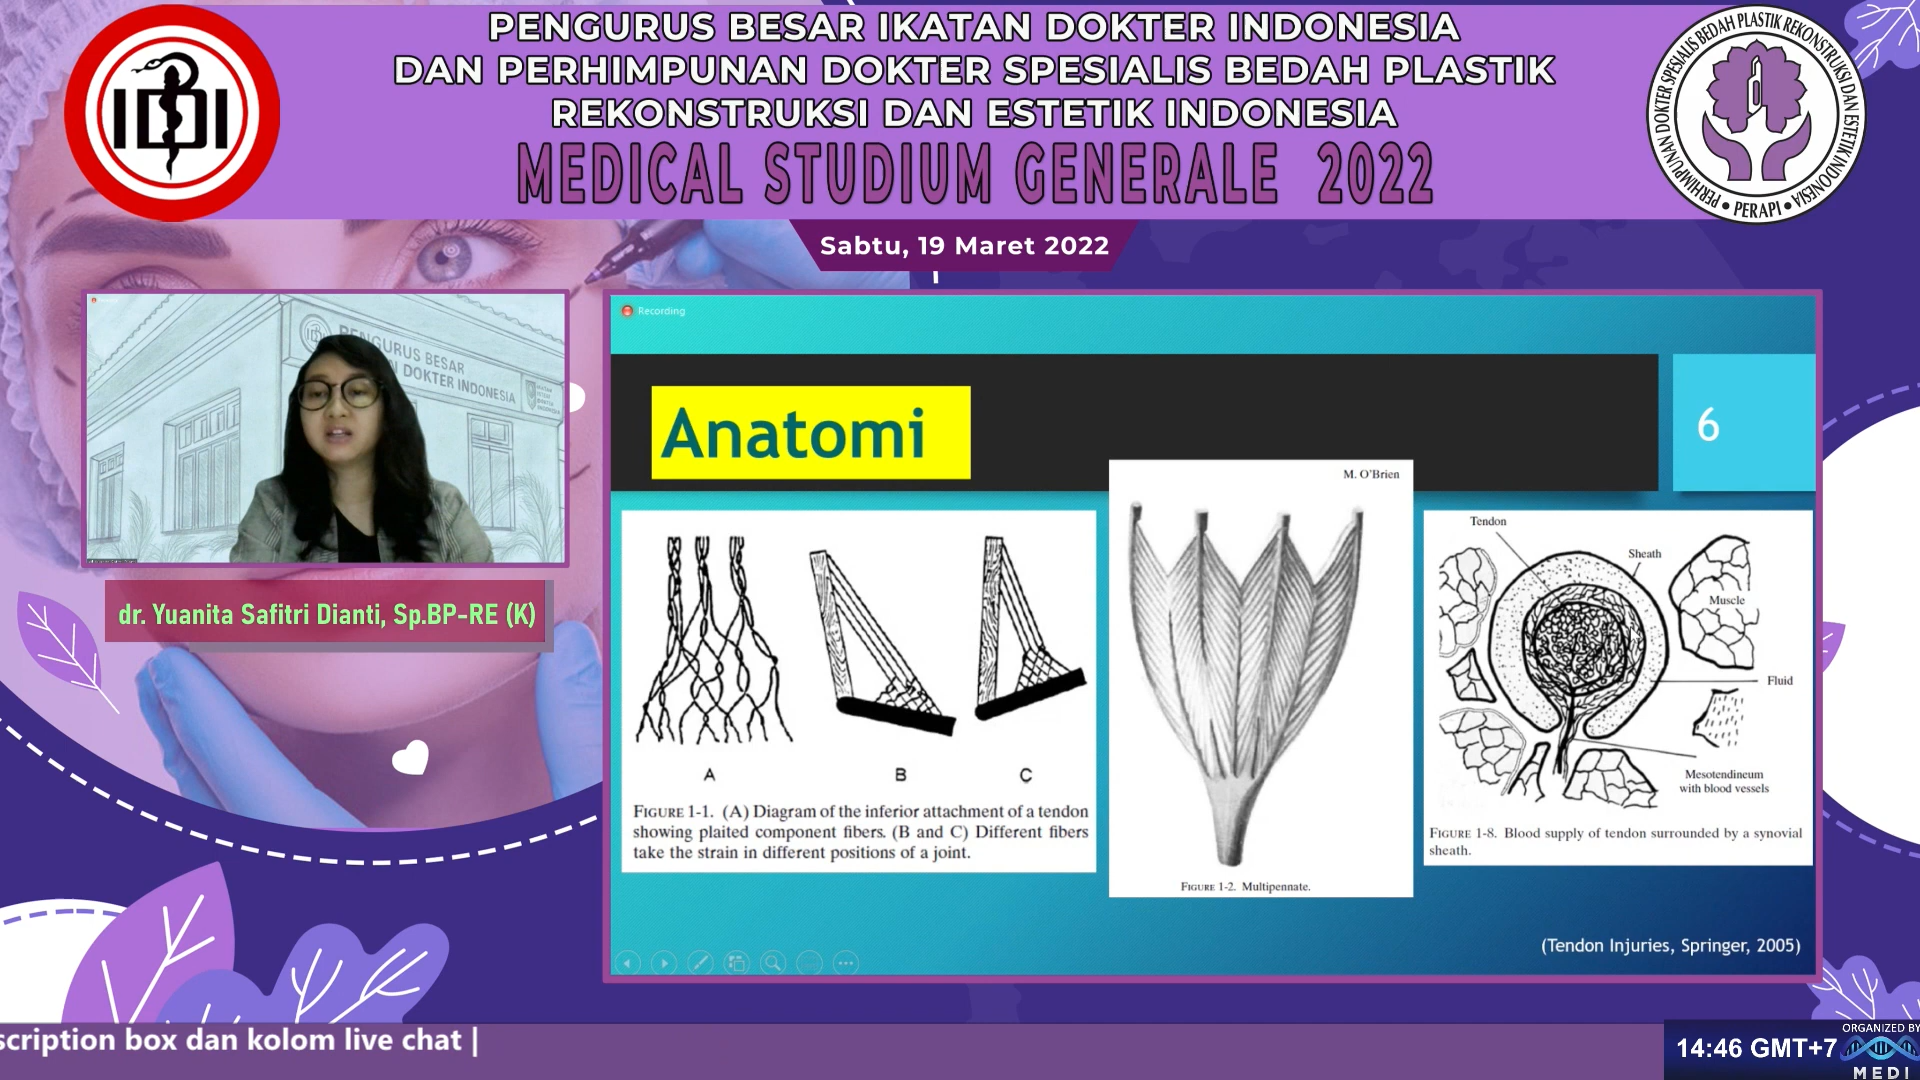 PENGURUS BESAR IKATAN DOKTER INDONESIA
DAN PERHIMPUNAN DOKTER SPESIALIS BEDAH PLASTIK
REKONSTRUKSI DAN ESTETIK INDONESIA
MEDICAL STUDIUM GENERALE 2022
Sabtu, 19 Maret 2022
IDI
PERHIMPUNAN DOKTER SPESIALIS BEDAH PLASTIK REKONSTRUKSI DAN ESTETIK INDONESIA
• PERAPI •
PENGURUS BESAR
DOKTER INDONESIA
dr. Yuanita Safitri Dianti, Sp.BP-RE (K)
Recording
Anatomi
6
A
B
C
FIGURE 1-1. (A) Diagram of the inferior attachment of a tendon
showing plaited component fibers. (B and C) Different fibers
take the strain in different positions of a joint.
M. O'Brien
FIGURE 1-2. Multipennate.
Tendon
Sheath
Muscle
Fluid
Mesotendineum
with blood vessels
FIGURE 1-8. Blood supply of tendon surrounded by a synovial
sheath.
(Tendon Injuries, Springer, 2005)
scription box dan kolom live chat |
14:46 GMT+7
ORGANIZED BY
MEDI